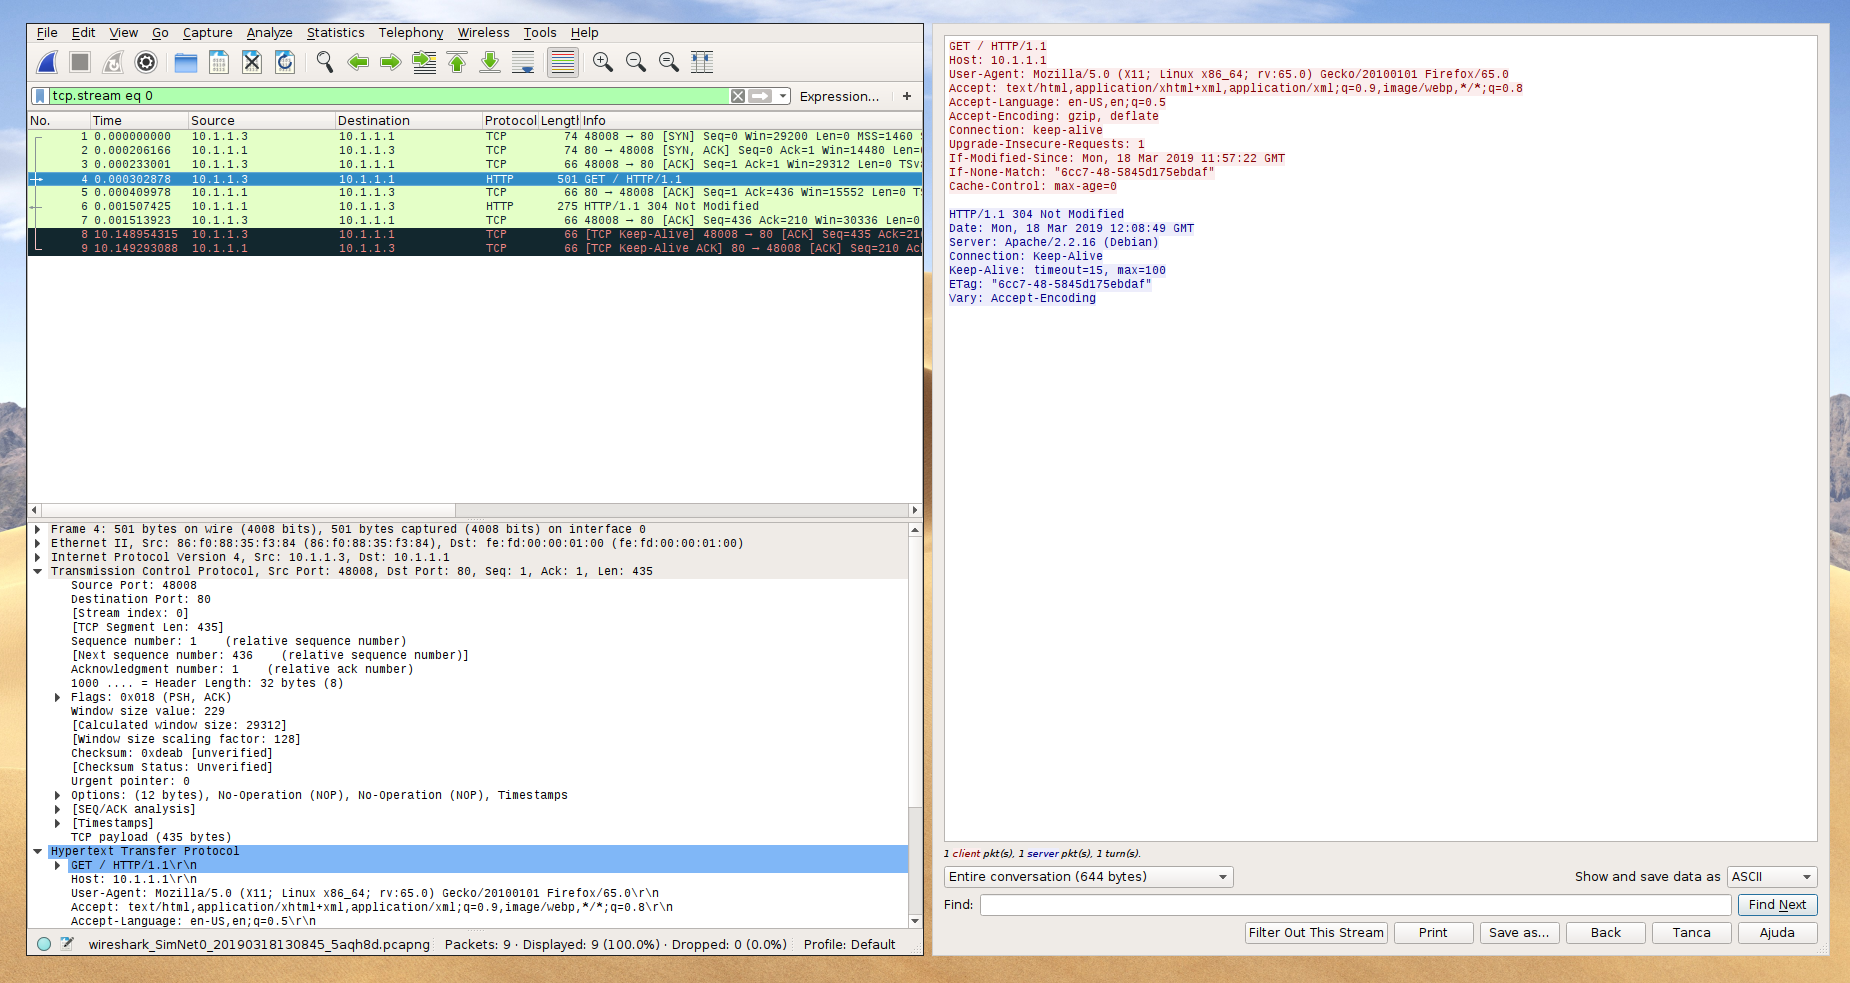 File Edit View Go Capture Analyze Statistics Telephony Wireless Tools Help
tcp.stream eq 0
Expression... +
No. Time Source Destination Protocol Length Info
1 0.000000000 10.1.1.3 10.1.1.1 TCP 74 48008 → 80 [SYN] Seq=0 Win=29200 Len=0 MSS=1460
2 0.000206166 10.1.1.1 10.1.1.3 TCP 74 80 → 48008 [SYN, ACK] Seq=0 Ack=1 Win=14480 Len=
3 0.000233001 10.1.1.3 10.1.1.1 TCP 66 48008 → 80 [ACK] Seq=1 Ack=1 Win=29312 Len=0 TSv
4 0.000302878 10.1.1.3 10.1.1.1 HTTP 501 GET / HTTP/1.1
5 0.000409978 10.1.1.1 10.1.1.3 TCP 66 80 → 48008 [ACK] Seq=1 Ack=436 Win=15552 Len=0 TS
6 0.001507425 10.1.1.1 10.1.1.3 HTTP 275 HTTP/1.1 304 Not Modified
7 0.001513923 10.1.1.3 10.1.1.1 TCP 66 48008 → 80 [ACK] Seq=436 Ack=210 Win=30336 Len=0
8 10.148954315 10.1.1.3 10.1.1.1 TCP 66 [TCP Keep-Alive] 48008 → 80 [ACK] Seq=435 Ack=21
9 10.149293088 10.1.1.1 10.1.1.3 TCP 66 [TCP Keep-Alive ACK] 80 → 48008 [ACK] Seq=210 Ac
Frame 4: 501 bytes on wire (4008 bits), 501 bytes captured (4008 bits) on interface 0
Ethernet II, Src: 86:f0:88:35:f3:84 (86:f0:88:35:f3:84), Dst: fe:fd:00:00:01:00 (fe:fd:00:00:01:00)
Internet Protocol Version 4, Src: 10.1.1.3, Dst: 10.1.1.1
Transmission Control Protocol, Src Port: 48008, Dst Port: 80, Seq: 1, Ack: 1, Len: 435
Source Port: 48008
Destination Port: 80
[Stream index: 0]
[TCP Segment Len: 435]
Sequence number: 1    (relative sequence number)
[Next sequence number: 436    (relative sequence number)]
Acknowledgment number: 1    (relative ack number)
1000 .... = Header Length: 32 bytes (8)
Flags: 0x018 (PSH, ACK)
Window size value: 229
[Calculated window size: 29312]
[Window size scaling factor: 128]
Checksum: 0xdeab [unverified]
[Checksum Status: Unverified]
Urgent pointer: 0
Options: (12 bytes), No-Operation (NOP), No-Operation (NOP), Timestamps
[SEQ/ACK analysis]
[Timestamps]
TCP payload (435 bytes)
Hypertext Transfer Protocol
GET / HTTP/1.1\r\n
Host: 10.1.1.1\r\n
User-Agent: Mozilla/5.0 (X11; Linux x86_64; rv:65.0) Gecko/20100101 Firefox/65.0\r\n
Accept: text/html,application/xhtml+xml,application/xml;q=0.9,image/webp,*/*;q=0.8\r\n
Accept-Language: en-US,en;q=0.5\r\n
wireshark_SimNet0_20190318130845_5aqh8d.pcapng Packets: 9 · Displayed: 9 (100.0%) · Dropped: 0 (0.0%) Profile: Default
GET / HTTP/1.1
Host: 10.1.1.1
User-Agent: Mozilla/5.0 (X11; Linux x86_64; rv:65.0) Gecko/20100101 Firefox/65.0
Accept: text/html,application/xhtml+xml,application/xml;q=0.9,image/webp,*/*;q=0.8
Accept-Language: en-US,en;q=0.5
Accept-Encoding: gzip, deflate
Connection: keep-alive
Upgrade-Insecure-Requests: 1
If-Modified-Since: Mon, 18 Mar 2019 11:57:22 GMT
If-None-Match: "6cc7-48-5845d175ebdaf"
Cache-Control: max-age=0
HTTP/1.1 304 Not Modified
Date: Mon, 18 Mar 2019 12:08:49 GMT
Server: Apache/2.2.16 (Debian)
Connection: Keep-Alive
Keep-Alive: timeout=15, max=100
ETag: "6cc7-48-5845d175ebdaf"
Vary: Accept-Encoding
1 client pkt(s), 1 server pkt(s), 1 turn(s).
Entire conversation (644 bytes) Show and save data as ASCII
Find: Find Next
Filter Out This Stream Print Save as... Back Tanca Ajuda